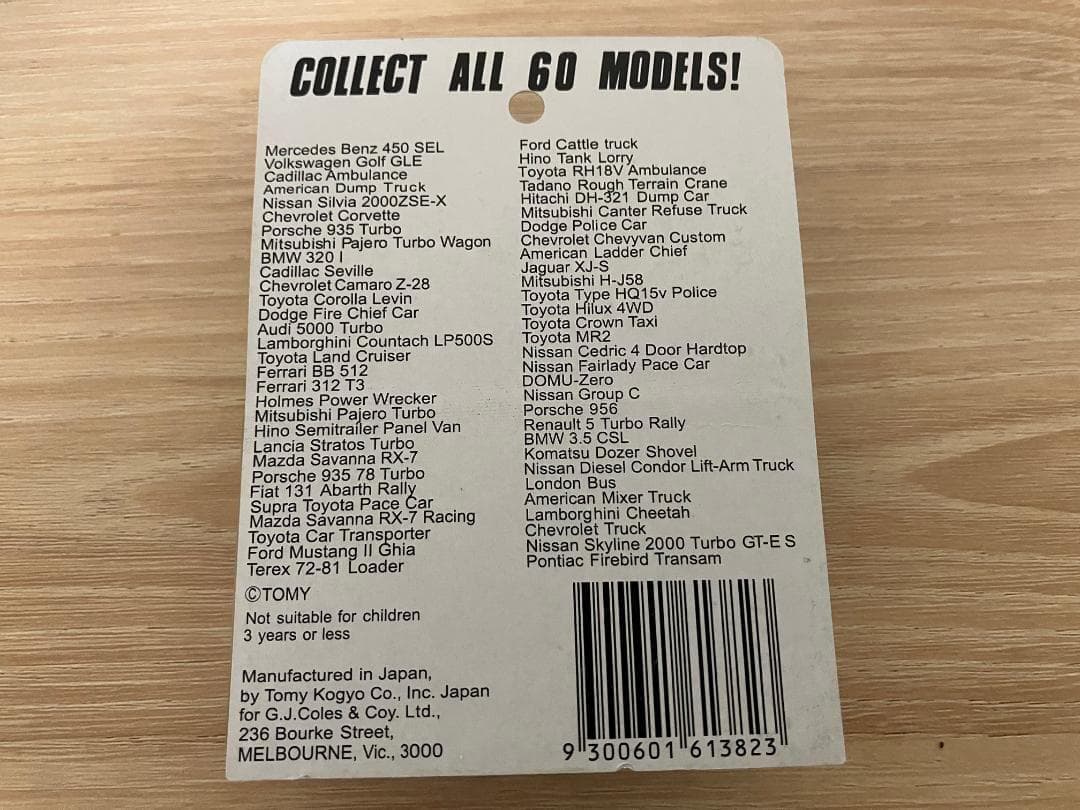 COLLECT ALL 60 MODELS!
Mercedes Benz 450 SEL
Volkswagen Golf GLE
Cadillac Ambulance
American Dump Truck
Nissan Silvia 2000ZSE-X
Chevrolet Corvette
Porsche 935 Turbo
Mitsubishi Pajero Turbo Wagon
BMW 320 I
Cadillac Seville
Chevrolet Camaro Z-28
Toyota Corolla Levin
Dodge Fire Chief Car
Audi 5000 Turbo
Lamborghini Countach LP500S
Toyota Land Cruiser
Ferrari BB 512
Ferrari 312 T3
Holmes Power Wrecker
Mitsubishi Pajero Turbo
Hino Semitrailer Panel Van
Lancia Stratos Turbo
Mazda Savanna RX-7
Porsche 935 78 Turbo
Fiat 131 Abarth Rally
Supra Toyota Pace Car
Mazda Savanna RX-7 Racing
Toyota Car Transporter
Ford Mustang II Ghia
Terex 72-81 Loader
Ford Cattle truck
Hino Tank Lorry
Toyota RH18V Ambulance
Tadano Rough Terrain Crane
Hitachi DH-321 Dump Car
Mitsubishi Canter Refuse Truck
Dodge Police Car
Chevrolet Chevyvan Custom
American Ladder Chief
Jaguar XJ-S
Mitsubishi H-J58
Toyota Type HQ15v Police
Toyota Hilux 4WD
Toyota Crown Taxi
Toyota MR2
Nissan Cedric 4 Door Hardtop
Nissan Fairlady Pace Car
DOMU-Zero
Nissan Group C
Porsche 956
Renault 5 Turbo Rally
BMW 3.5 CSL
Komatsu Dozer Shovel
Nissan Diesel Condor Lift-Arm Truck
London Bus
American Mixer Truck
Lamborghini Cheetah
Chevrolet Truck
Nissan Skyline 2000 Turbo GT-E S
Pontiac Firebird Transam
©TOMY
Not suitable for children
3 years or less
Manufactured in Japan,
by Tomy Kogyo Co., Inc. Japan
for G.J.Coles & Coy. Ltd.,
236 Bourke Street,
MELBOURNE, Vic., 3000
9 300601 613823